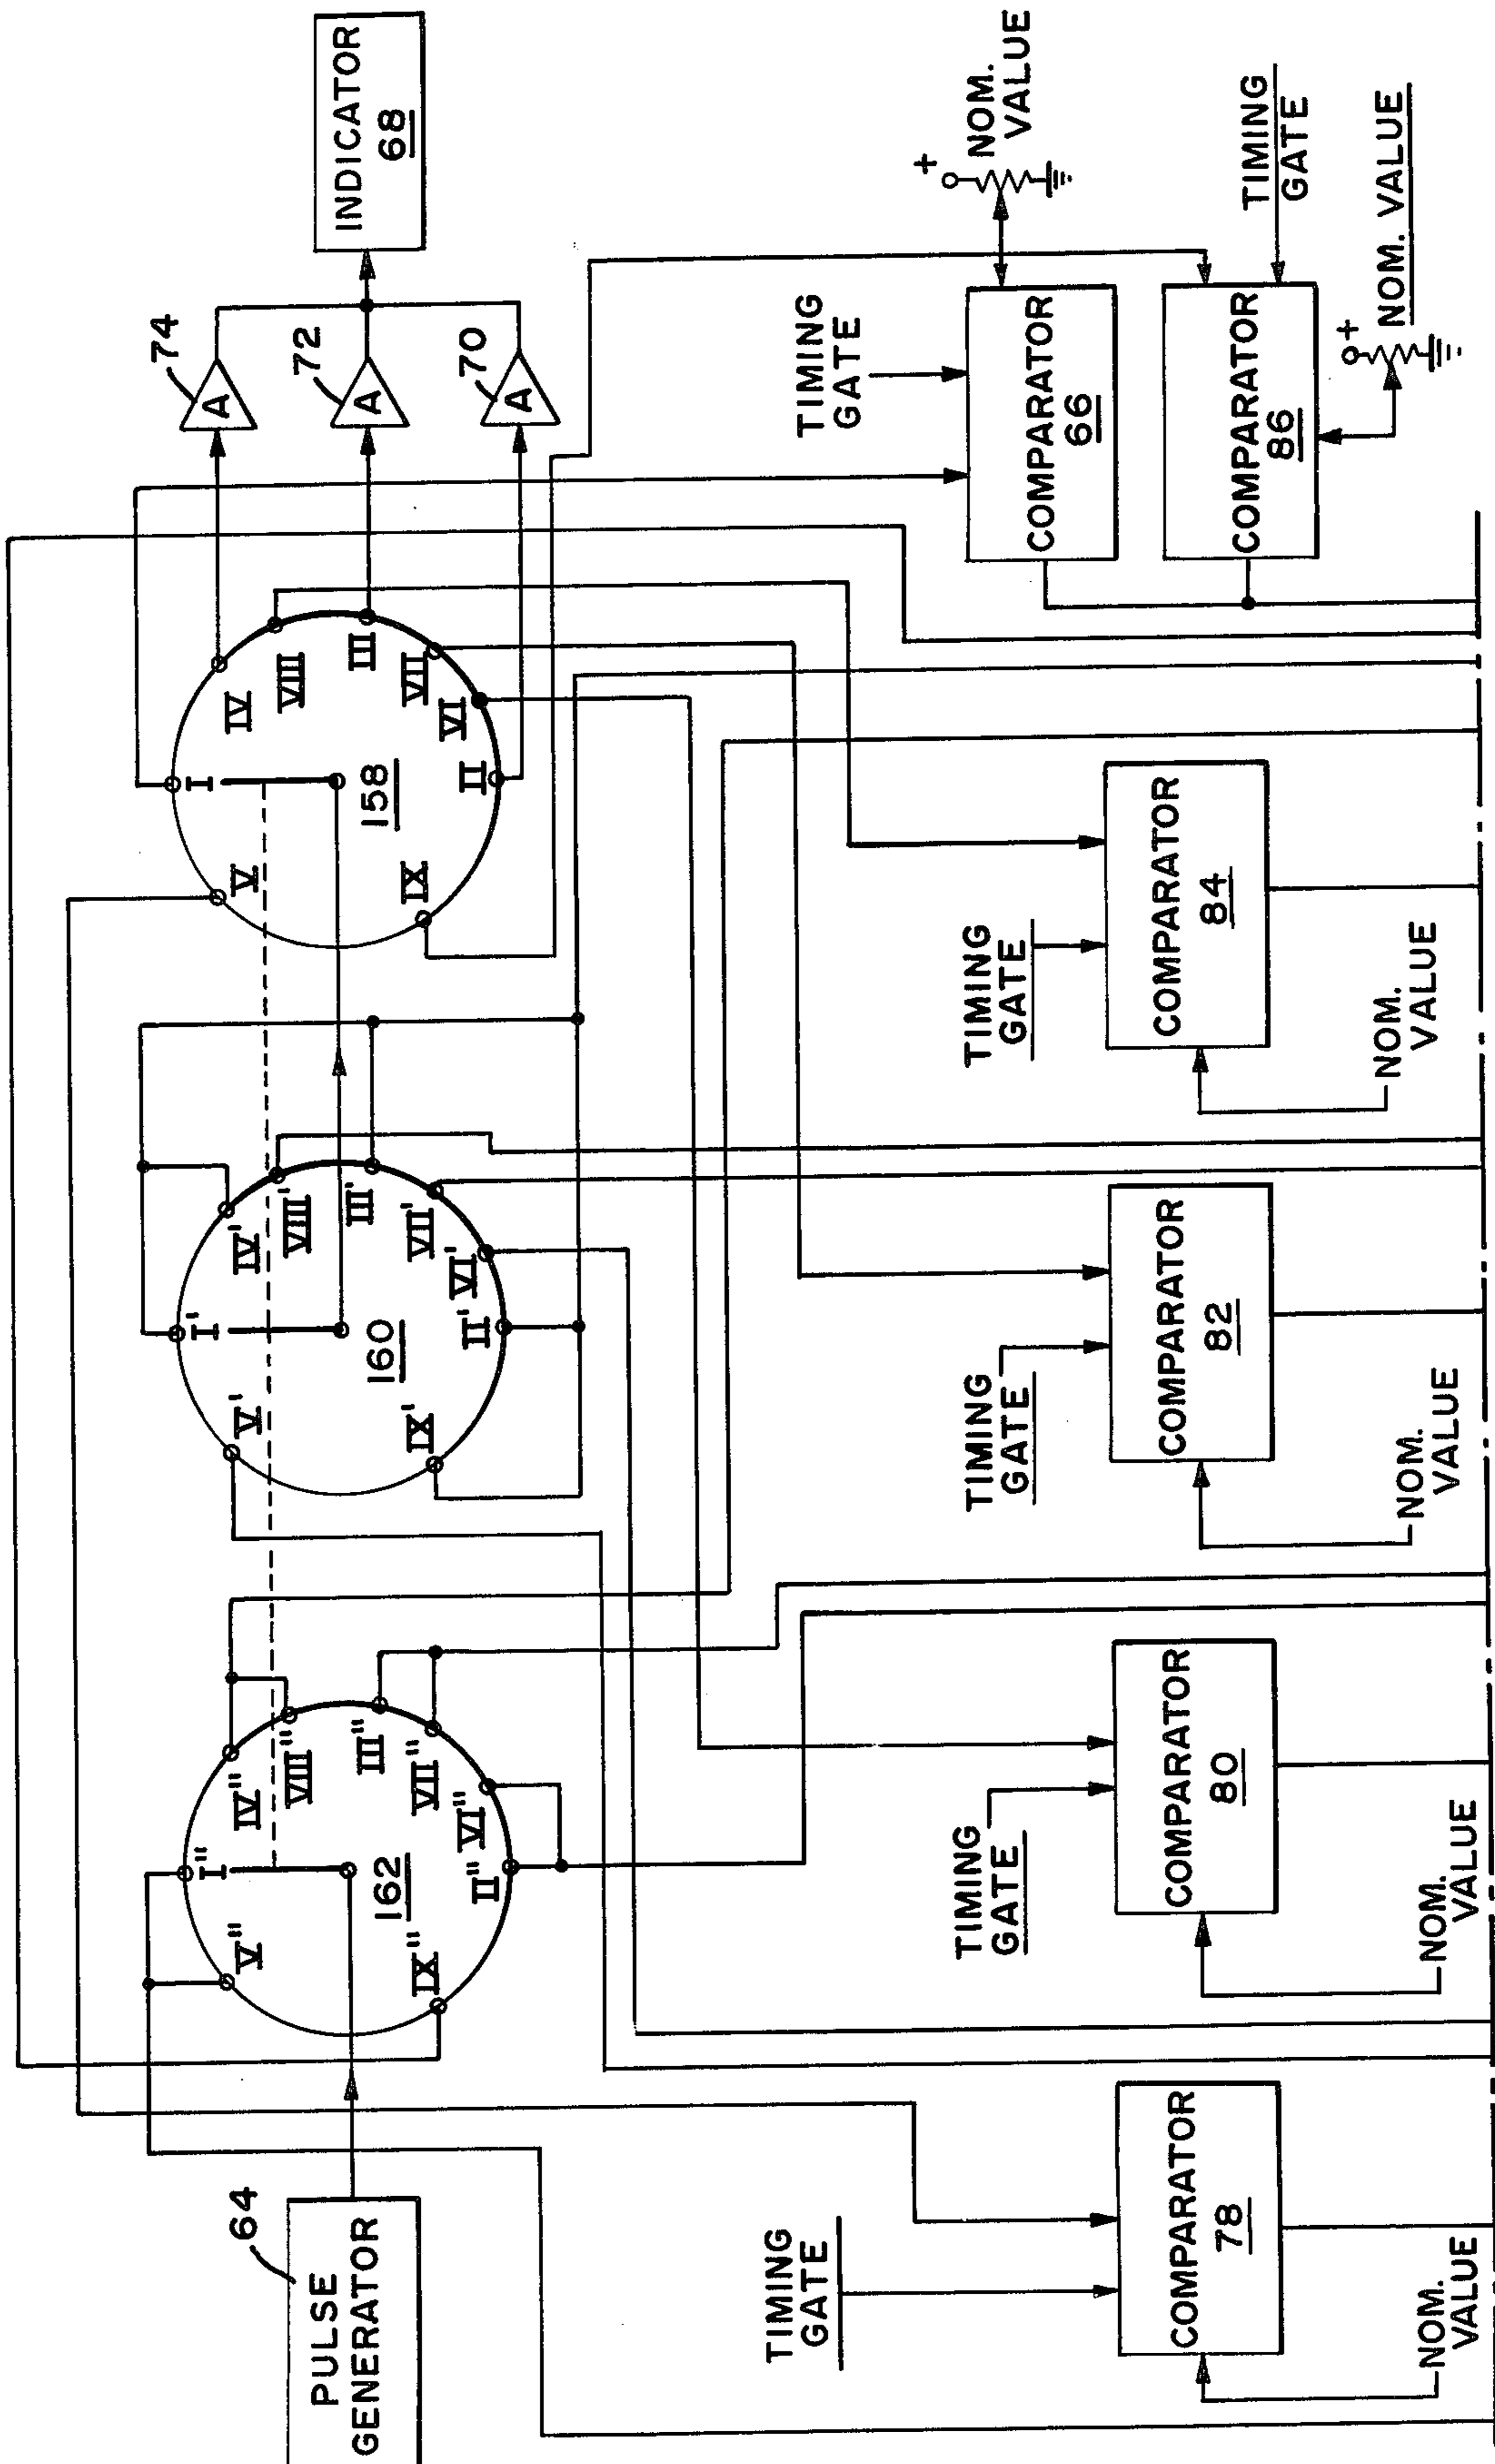 64
PULSE
GENERATOR
162
I"
IV"
VIII"
III"
VII"
VI"
II"
IX"
V"
160
I'
IV'
VIII'
III'
VII'
VI'
II'
IX'
V'
158
I
IV
VIII
III
VII
VI
II
IX
V
74
A
72
A
70
A
INDICATOR
68
TIMING
GATE
COMPARATOR
78
NOM.
VALUE
TIMING
GATE
COMPARATOR
80
NOM.
VALUE
TIMING
GATE
COMPARATOR
82
NOM.
VALUE
TIMING
GATE
COMPARATOR
84
NOM.
VALUE
TIMING
GATE
COMPARATOR
66
+
NOM.
VALUE
COMPARATOR
86
TIMING
GATE
+
NOM. VALUE